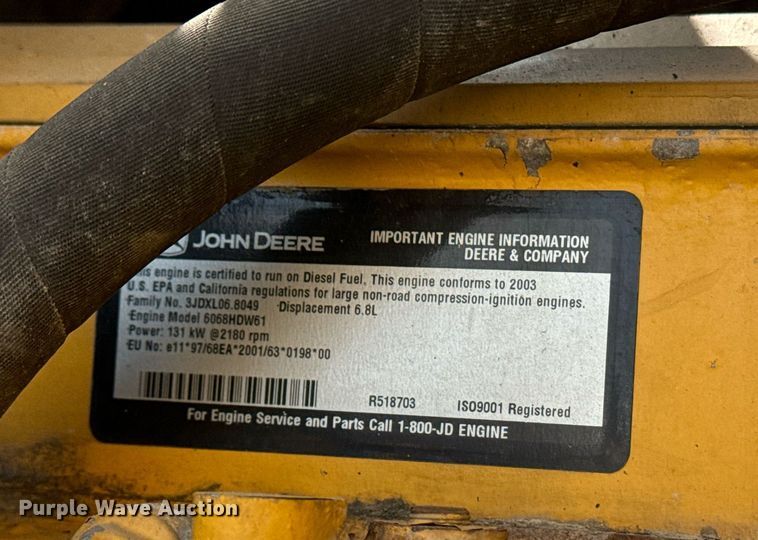 JOHN DEERE
IMPORTANT ENGINE INFORMATION
DEERE & COMPANY
This engine is certified to run on Diesel Fuel, This engine conforms to 2003
U.S. EPA and California regulations for large non-road compression-ignition engines.
Family No. 3JDXL06.8049 Displacement 6.8L
Engine Model 6068HDW61
Power: 131 kW @2180 rpm
EU No: e11*97/68EA*2001/63*0198*00
R518703 ISO9001 Registered
For Engine Service and Parts Call 1-800-JD ENGINE
Purple Wave Auction